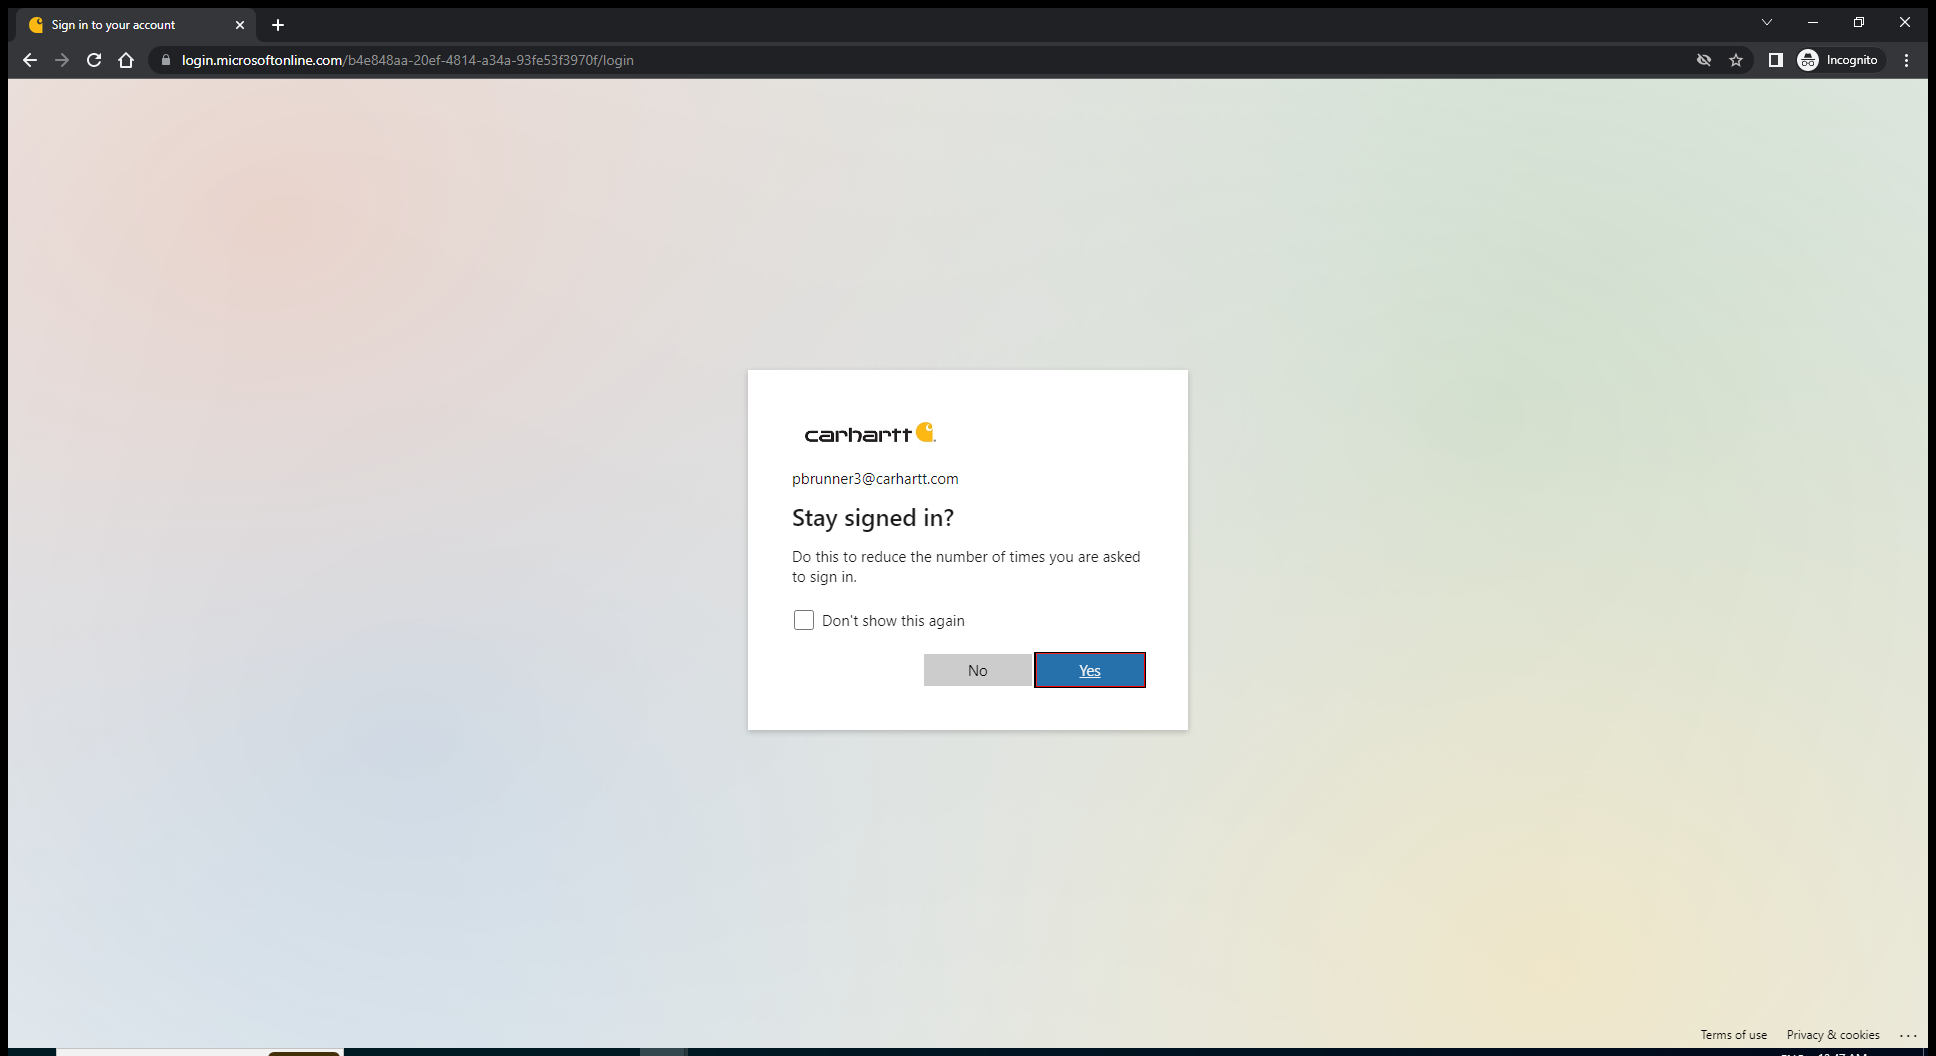 Sign in to your account
login.microsoftonline.com/b4e848aa-20ef-4814-a34a-93fe53f3970f/login
Incognito
carhartt
pbrunner3@carhartt.com
Stay signed in?
Do this to reduce the number of times you are asked
to sign in.
Don't show this again
No
Yes
Terms of use
Privacy & cookies
...